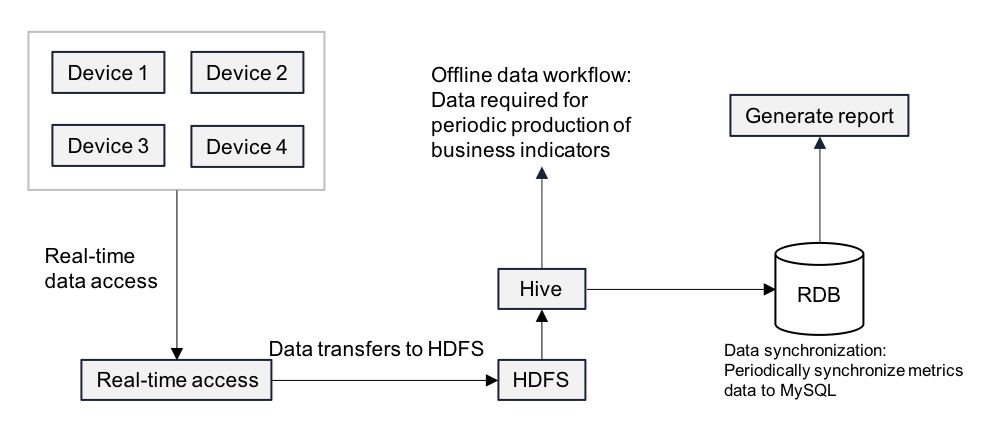 Device 1
Device 2
Device 3
Device 4
Real-time
data access
Real-time access
Data transfers to HDFS
HDFS
Hive
Offline data workflow:
Data required for
periodic production of
business indicators
RDB
Data synchronization:
Periodically synchronize metrics
data to MySQL
Generate report